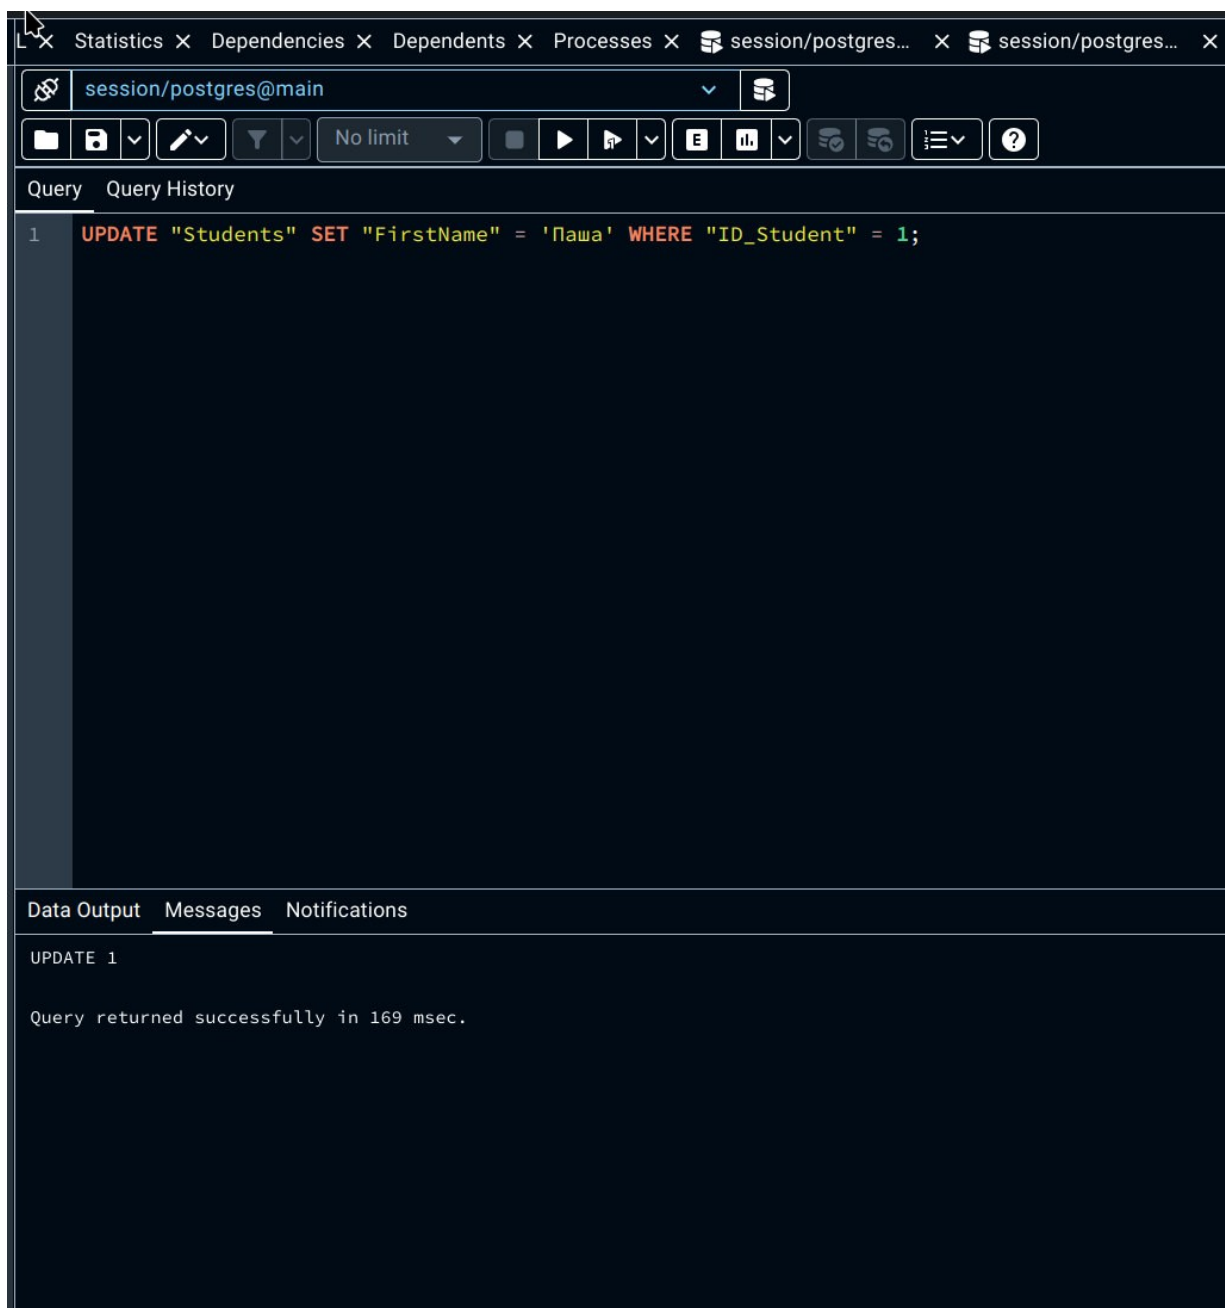 L Statistics Dependencies Dependents Processes session/postgres... session/postgres...
session/postgres@main
No limit E
Query Query History
1 UPDATE "Students" SET "FirstName" = 'Паша' WHERE "ID_Student" = 1;
Data Output Messages Notifications
UPDATE 1
Query returned successfully in 169 msec.